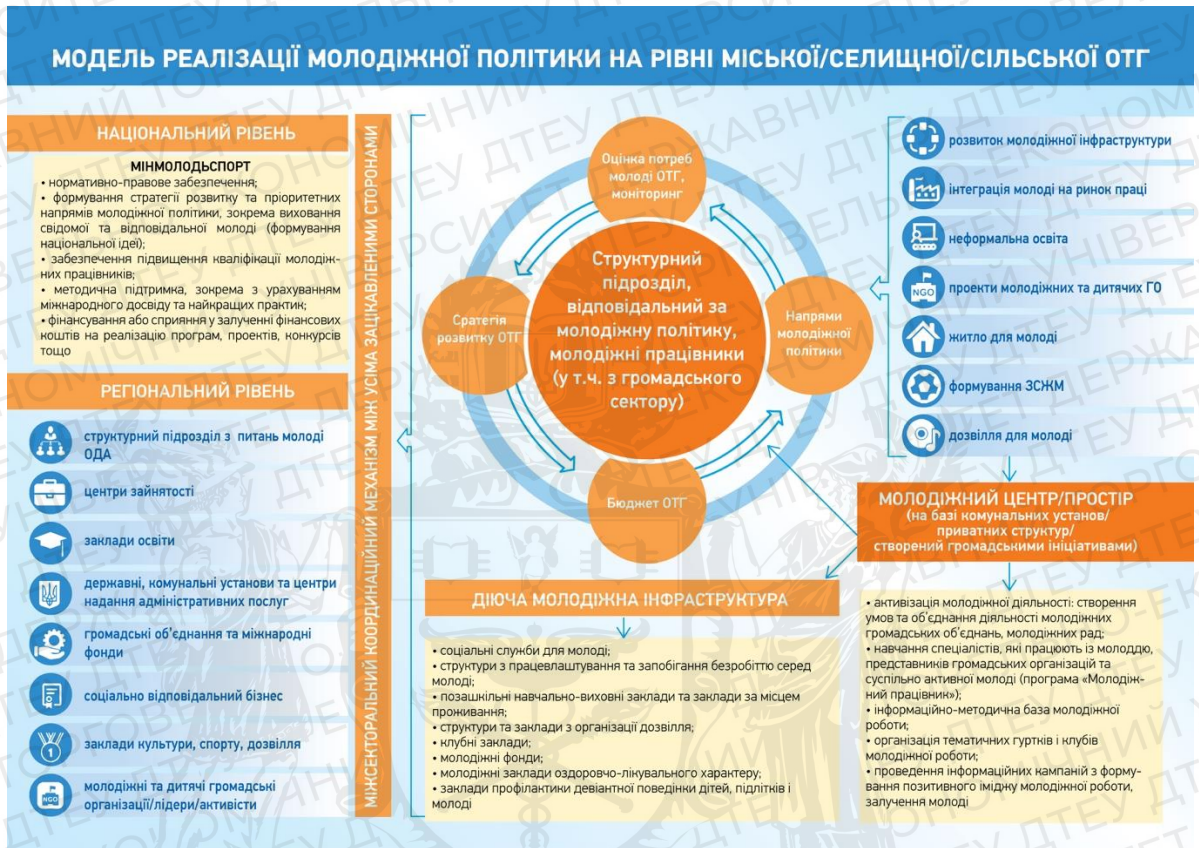 МОДЕЛЬ РЕАЛІЗАЦІЇ МОЛОДІЖНОЇ ПОЛІТИКИ НА РІВНІ МІСЬКОЇ/СЕЛИЩНОЇ/СІЛЬСЬКОЇ ОТГ
НАЦІОНАЛЬНИЙ РІВЕНЬ
МІНМОЛОДЬСПОРТ
• нормативно-правове забезпечення;
• формування стратегії розвитку та пріоритетних
напрямів молодіжної політики, зокрема виховання
свідомої та відповідальної молоді (формування
національної ідеї);
• забезпечення підвищення кваліфікації молодіж-
них працівників;
• методична підтримка, зокрема з урахуванням
міжнародного досвіду та найкращих практик;
• фінансування або сприяння у залученні фінансових
коштів на реалізацію програм, проектів, конкурсів
тощо
РЕГІОНАЛЬНИЙ РІВЕНЬ
структурний підрозділ з питань молоді
ОДА
центри зайнятості
заклади освіти
державні, комунальні установи та центри
надання адміністративних послуг
громадські об'єднання та міжнародні
фонди
соціально відповідальний бізнес
1
заклади культури, спорту, дозвілля
NGO
молодіжні та дитячі громадські
організації/лідери/активісти
МІЖСЕКТОРАЛЬНИЙ КООРДИНАЦІЙНИЙ МЕХАНІЗМ МІЖ УСІМА ЗАЦІКАВЛЕНИМИ СТОРОНАМИ
Оцінка потреб
молоді ОТГ,
моніторинг
Сратегія
розвитку ОТГ
Структурний
підрозділ,
відповідальний за
молодіжну політику,
молодіжні працівники
(у т.ч. з громадського
сектору)
Напрями
молодіжної
політики
Бюджет ОТГ
розвиток молодіжної інфраструктури
інтеграція молоді на ринок праці
неформальна освіта
NGO
проекти молодіжних та дитячих ГО
житло для молоді
формування ЗСЖМ
дозвілля для молоді
ДІЮЧА МОЛОДІЖНА ІНФРАСТРУКТУРА
• соціальні служби для молоді;
• структури з працевлаштування та запобігання безробіттю серед
молоді;
• позашкільні навчально-виховні заклади та заклади за місцем
проживання;
• структури та заклади з організації дозвілля;
• клубні заклади;
• молодіжні фонди;
• молодіжні заклади оздоровчо-лікувального характеру;
• заклади профілактики девіантної поведінки дітей, підлітків і
молоді
МОЛОДІЖНИЙ ЦЕНТР/ПРОСТІР
(на базі комунальних установ/
приватних структур/
створений громадськими ініціативами)
• активізація молодіжної діяльності: створення
умов та об'єднання діяльності молодіжних
громадських об'єднань, молодіжних рад;
• навчання спеціалістів, які працюють із молоддю,
представників громадських організацій та
суспільно активної молоді (програма «Молодіж-
ний працівник»);
• інформаційно-методична база молодіжної
роботи;
• організація тематичних гуртків і клубів
молодіжної роботи;
• проведення інформаційних кампаній з форму-
вання позитивного іміджу молодіжної роботи,
залучення молоді